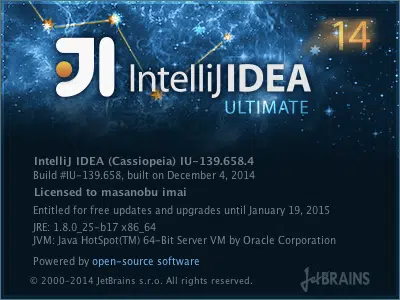 14
IntelliJIDEA
ULTIMATE
IntelliJ IDEA (Cassiopeia) IU-139.658.4
Build #IU-139.658, built on December 4, 2014
Licensed to masanobu imai
Entitled for free updates and upgrades until January 19, 2015
JRE: 1.8.0_25-b17 x86_64
JVM: Java HotSpot(TM) 64-Bit Server VM by Oracle Corporation
Powered by open-source software
© 2000-2014 JetBrains s.r.o. All rights reserved.
JetBRAINS